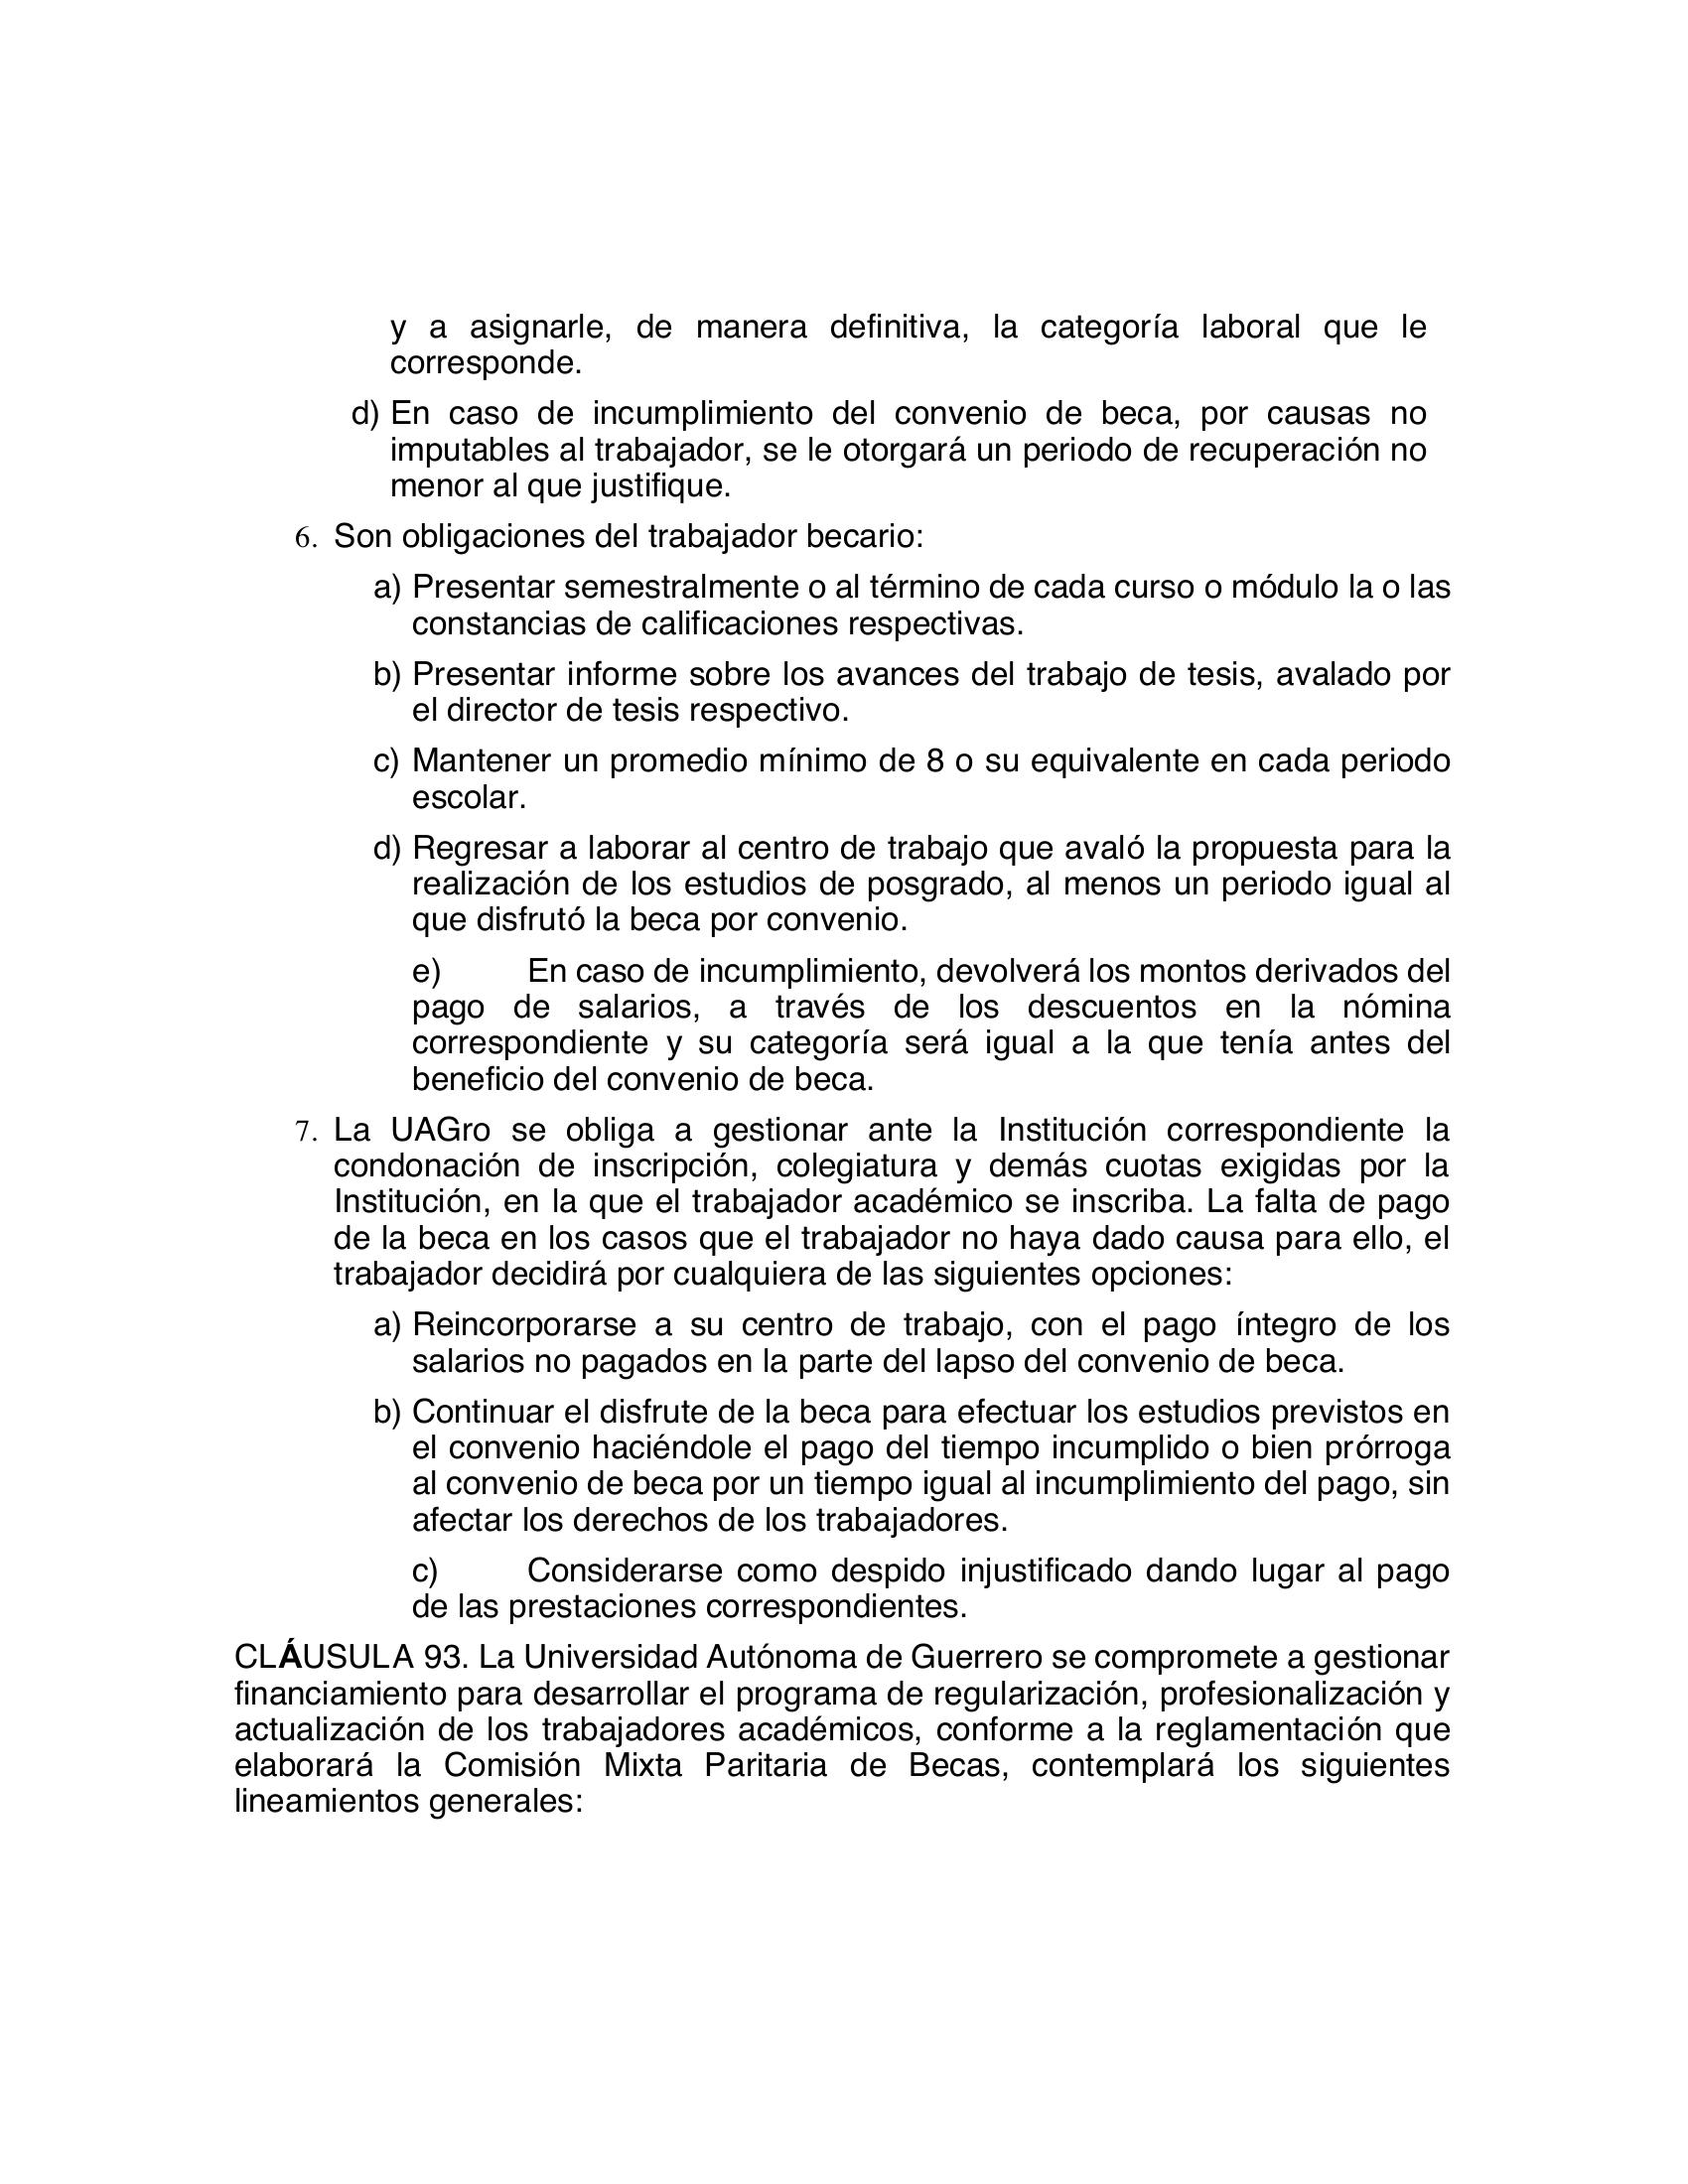 y a asignarle, de manera definitiva, la categoría laboral que le
corresponde.
d) En caso de incumplimiento del convenio de beca, por causas no
imputables al trabajador, se le otorgará un periodo de recuperación no
menor al que justifique.
6. Son obligaciones del trabajador becario:
a) Presentar semestralmente o al término de cada curso o módulo la o las
constancias de calificaciones respectivas.
b) Presentar informe sobre los avances del trabajo de tesis, avalado por
el director de tesis respectivo.
c) Mantener un promedio mínimo de 8 o su equivalente en cada periodo
escolar.
d) Regresar a laborar al centro de trabajo que avaló la propuesta para la
realización de los estudios de posgrado, al menos un periodo igual al
que disfrutó la beca por convenio.
e) En caso de incumplimiento, devolverá los montos derivados del
pago de salarios, a través de los descuentos en la nómina
correspondiente y su categoría será igual a la que tenía antes del
beneficio del convenio de beca.
7. La UAGro se obliga a gestionar ante la Institución correspondiente la
condonación de inscripción, colegiatura y demás cuotas exigidas por la
Institución, en la que el trabajador académico se inscriba. La falta de pago
de la beca en los casos que el trabajador no haya dado causa para ello, el
trabajador decidirá por cualquiera de las siguientes opciones:
a) Reincorporarse a su centro de trabajo, con el pago íntegro de los
salarios no pagados en la parte del lapso del convenio de beca.
b) Continuar el disfrute de la beca para efectuar los estudios previstos en
el convenio haciéndole el pago del tiempo incumplido o bien prórroga
al convenio de beca por un tiempo igual al incumplimiento del pago, sin
afectar los derechos de los trabajadores.
c) Considerarse como despido injustificado dando lugar al pago
de las prestaciones correspondientes.
CLÁUSULA 93. La Universidad Autónoma de Guerrero se compromete a gestionar
financiamiento para desarrollar el programa de regularización, profesionalización y
actualización de los trabajadores académicos, conforme a la reglamentación que
elaborará la Comisión Mixta Paritaria de Becas, contemplará los siguientes
lineamientos generales: